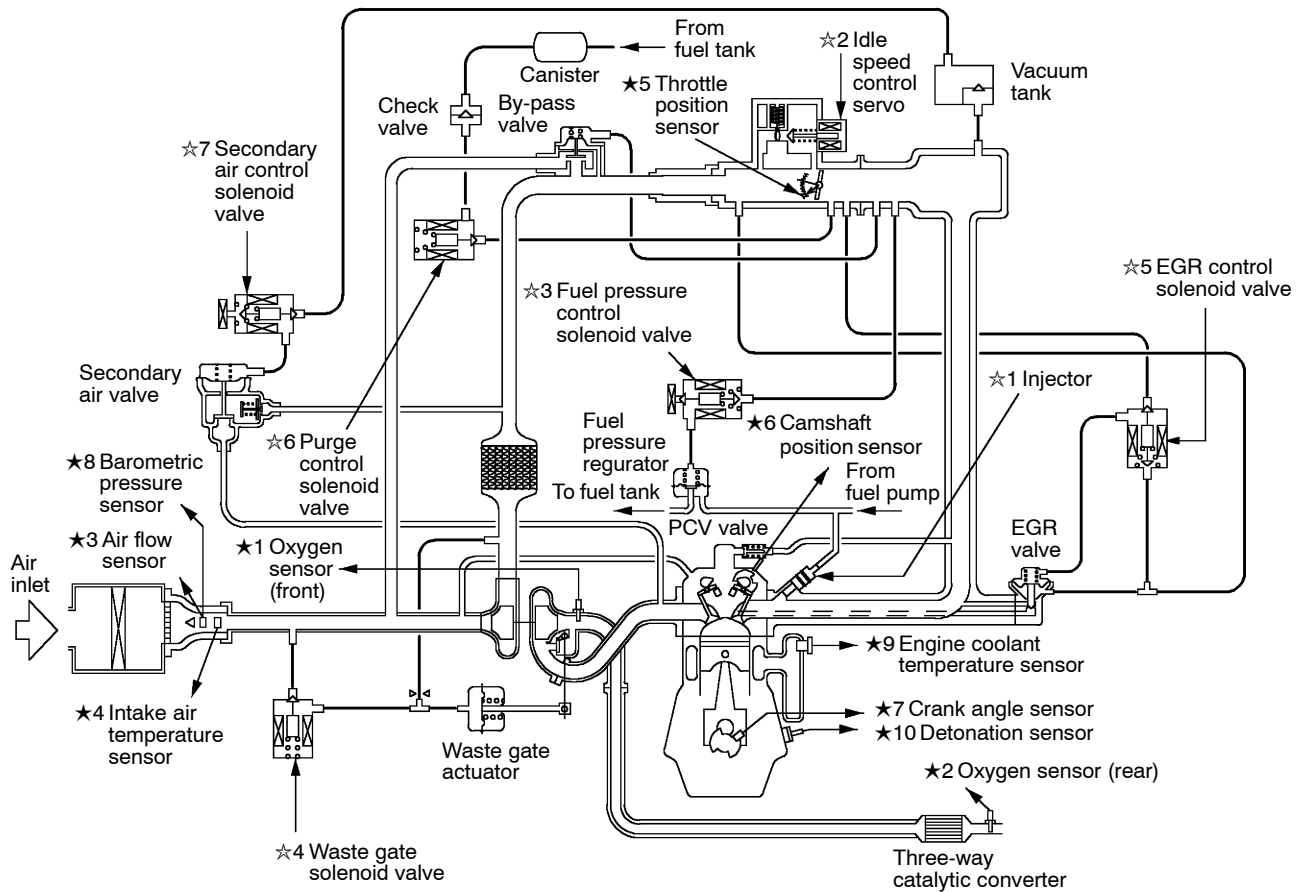 From
fuel tank
Canister
☆2 Idle
speed
control
servo
★5 Throttle
position
sensor
Vacuum
tank
Check
valve
By-pass
valve
☆7 Secondary
air control
solenoid
valve
☆5 EGR control
solenoid valve
☆3 Fuel pressure
control
solenoid valve
Secondary
air valve
☆1 Injector
☆6 Purge
control
solenoid
valve
Fuel
pressure
regurator
★6 Camshaft
position sensor
★8 Barometric
pressure
sensor
To fuel tank
From
fuel pump
PCV valve
EGR
valve
★3 Air flow
sensor
★1 Oxygen
sensor
(front)
Air
inlet
★9 Engine coolant
temperature sensor
★4 Intake air
temperature
sensor
★7 Crank angle sensor
★10 Detonation sensor
Waste gate
actuator
★2 Oxygen sensor (rear)
☆4 Waste gate
solenoid valve
Three-way
catalytic converter